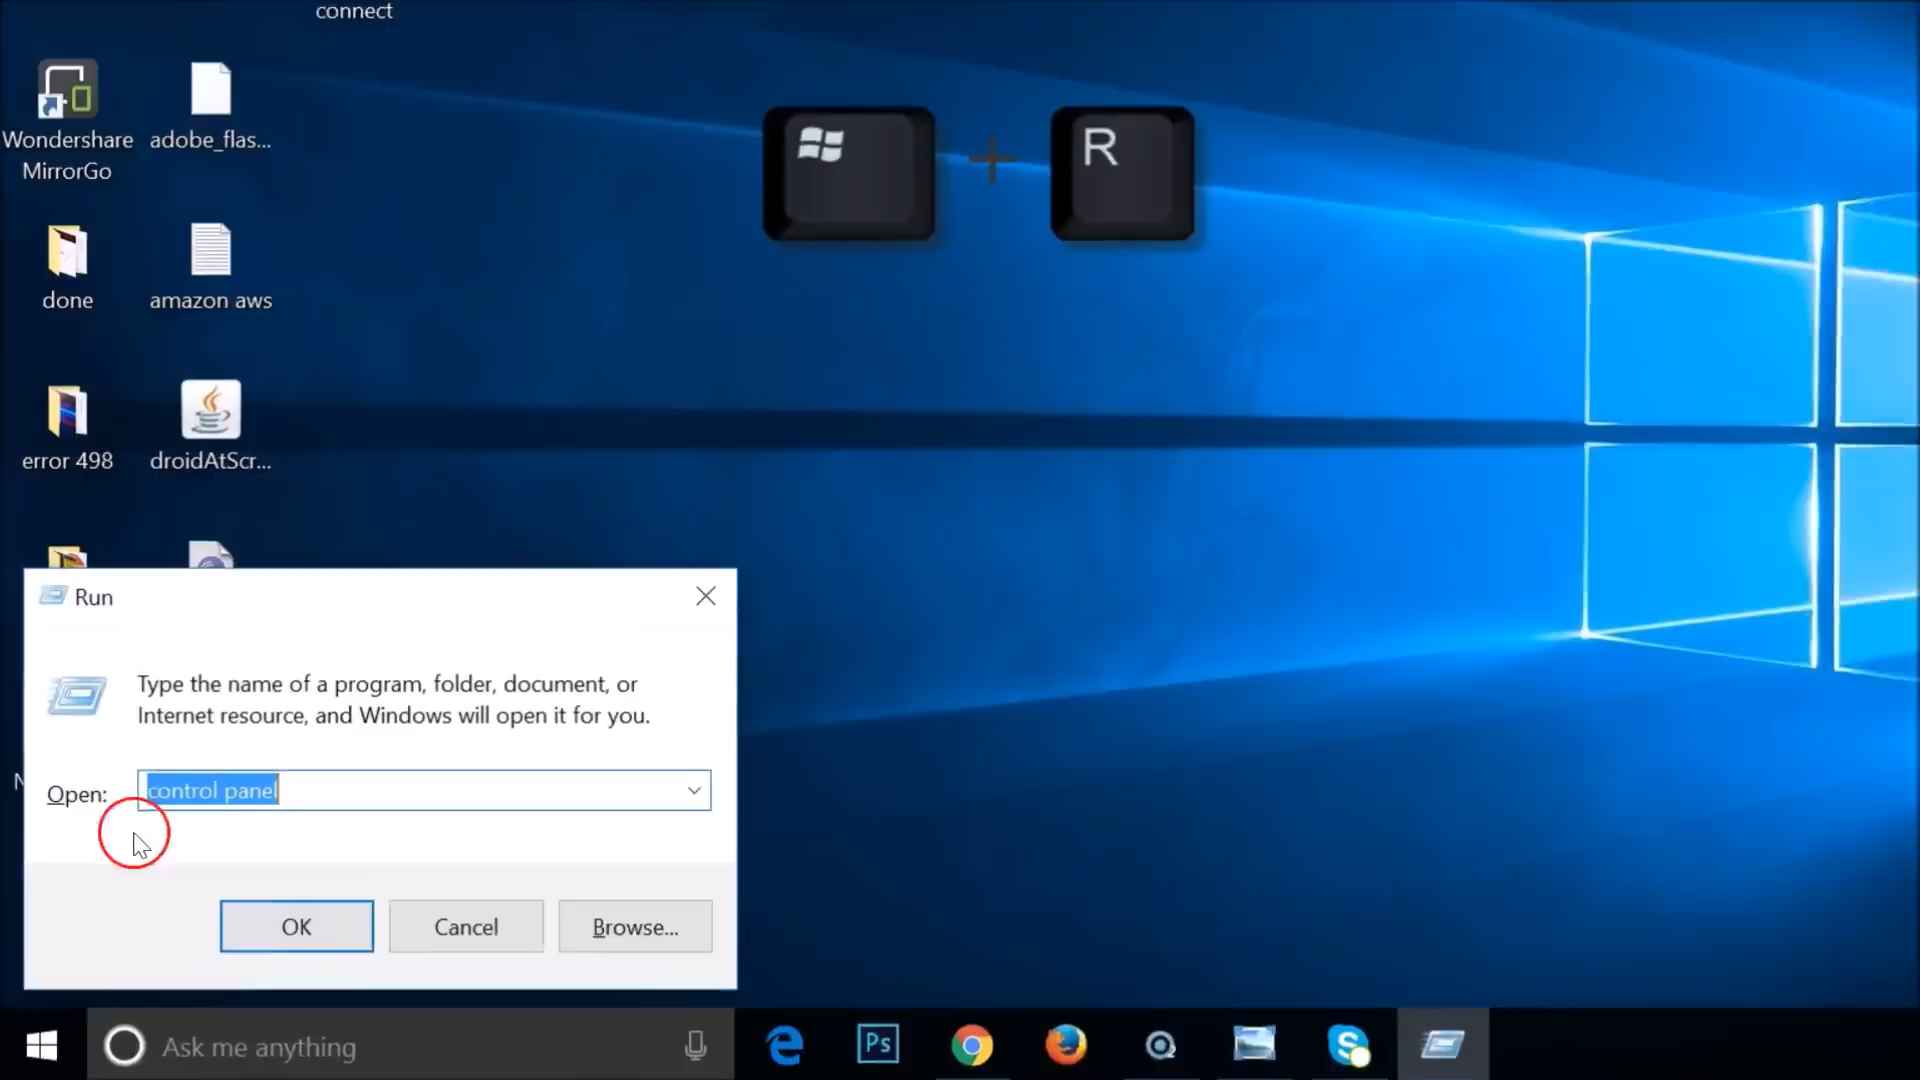 connect
Wondershare
MirrorGo
adobe_flas...
R
done
amazon aws
error 498
droidAtScr...
Run
Type the name of a program, folder, document, or
Internet resource, and Windows will open it for you.
Open:
control panel
OK
Cancel
Browse...
Ask me anything
Ps